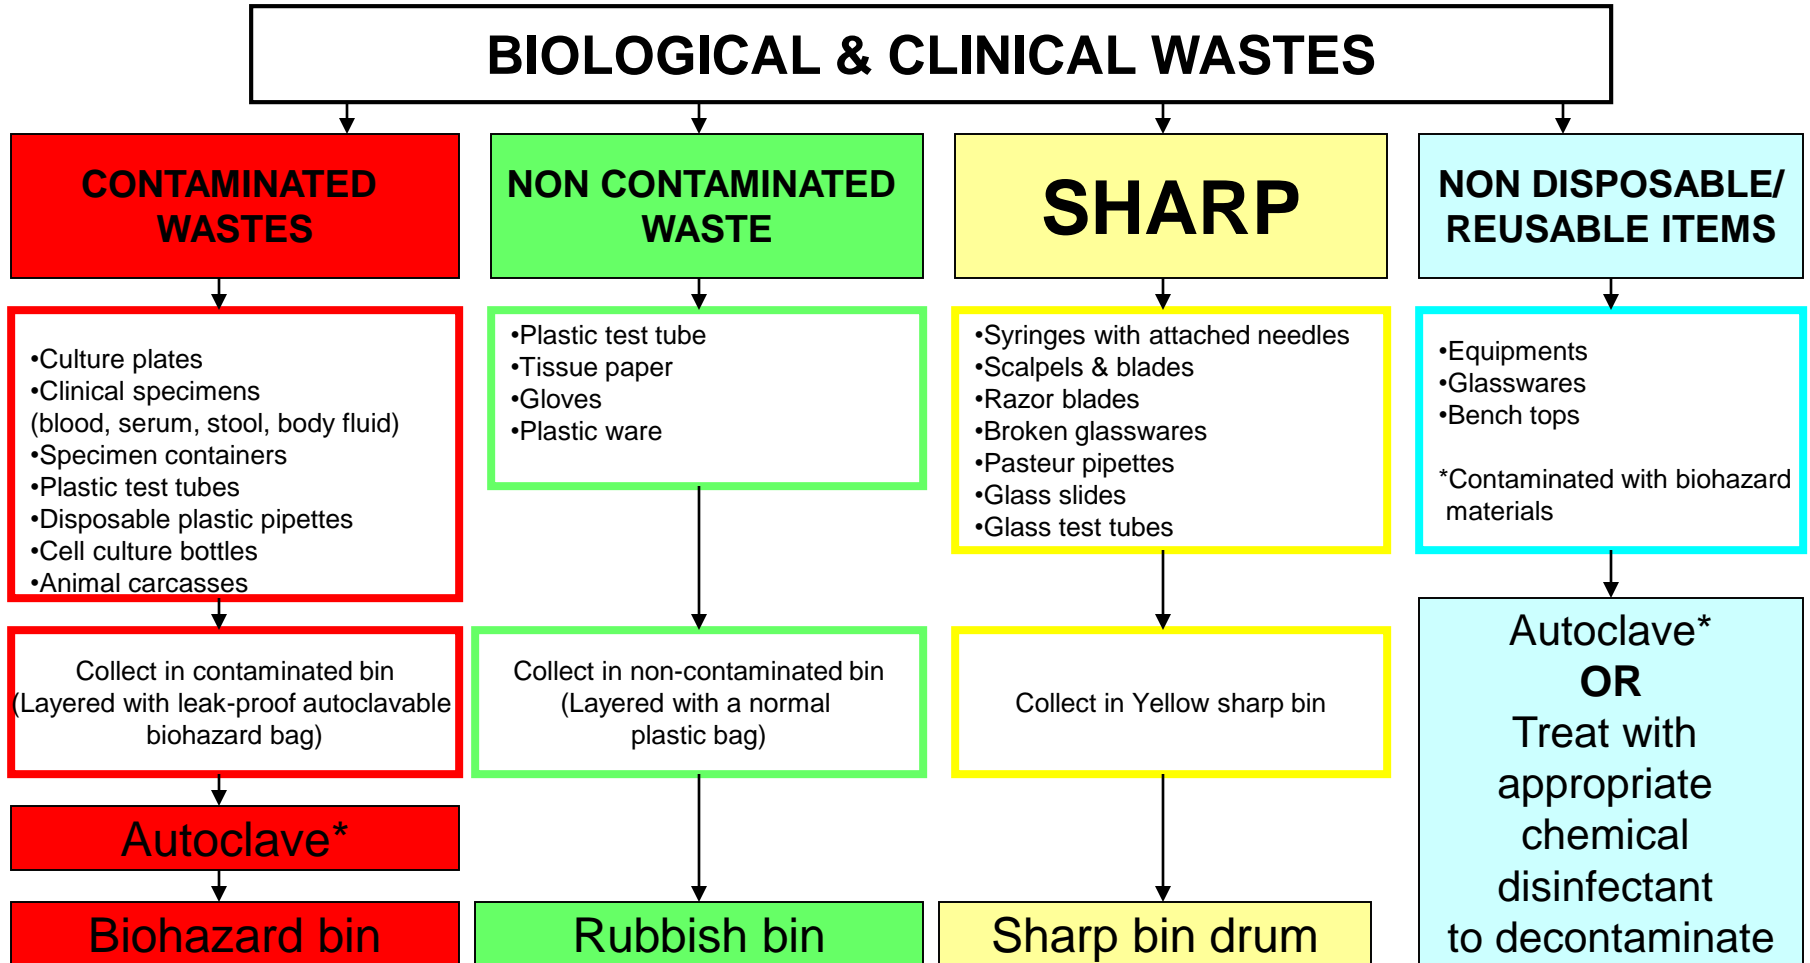 BIOLOGICAL & CLINICAL WASTES
CONTAMINATED
WASTES
•Culture plates
•Clinical specimens
(blood, serum, stool, body fluid)
•Specimen containers
•Plastic test tubes
•Disposable plastic pipettes
•Cell culture bottles
•Animal carcasses
Collect in contaminated bin
(Layered with leak-proof autoclavable
biohazard bag)
Autoclave*
Biohazard bin
NON CONTAMINATED
WASTE
•Plastic test tube
•Tissue paper
•Gloves
•Plastic ware
Collect in non-contaminated bin
(Layered with a normal
plastic bag)
Rubbish bin
SHARP
•Syringes with attached needles
•Scalpels & blades
•Razor blades
•Broken glasswares
•Pasteur pipettes
•Glass slides
•Glass test tubes
Collect in Yellow sharp bin
Sharp bin drum
NON DISPOSABLE/
REUSABLE ITEMS
•Equipments
•Glasswares
•Bench tops
*Contaminated with biohazard
materials
Autoclave*
OR
Treat with
appropriate
chemical
disinfectant
to decontaminate